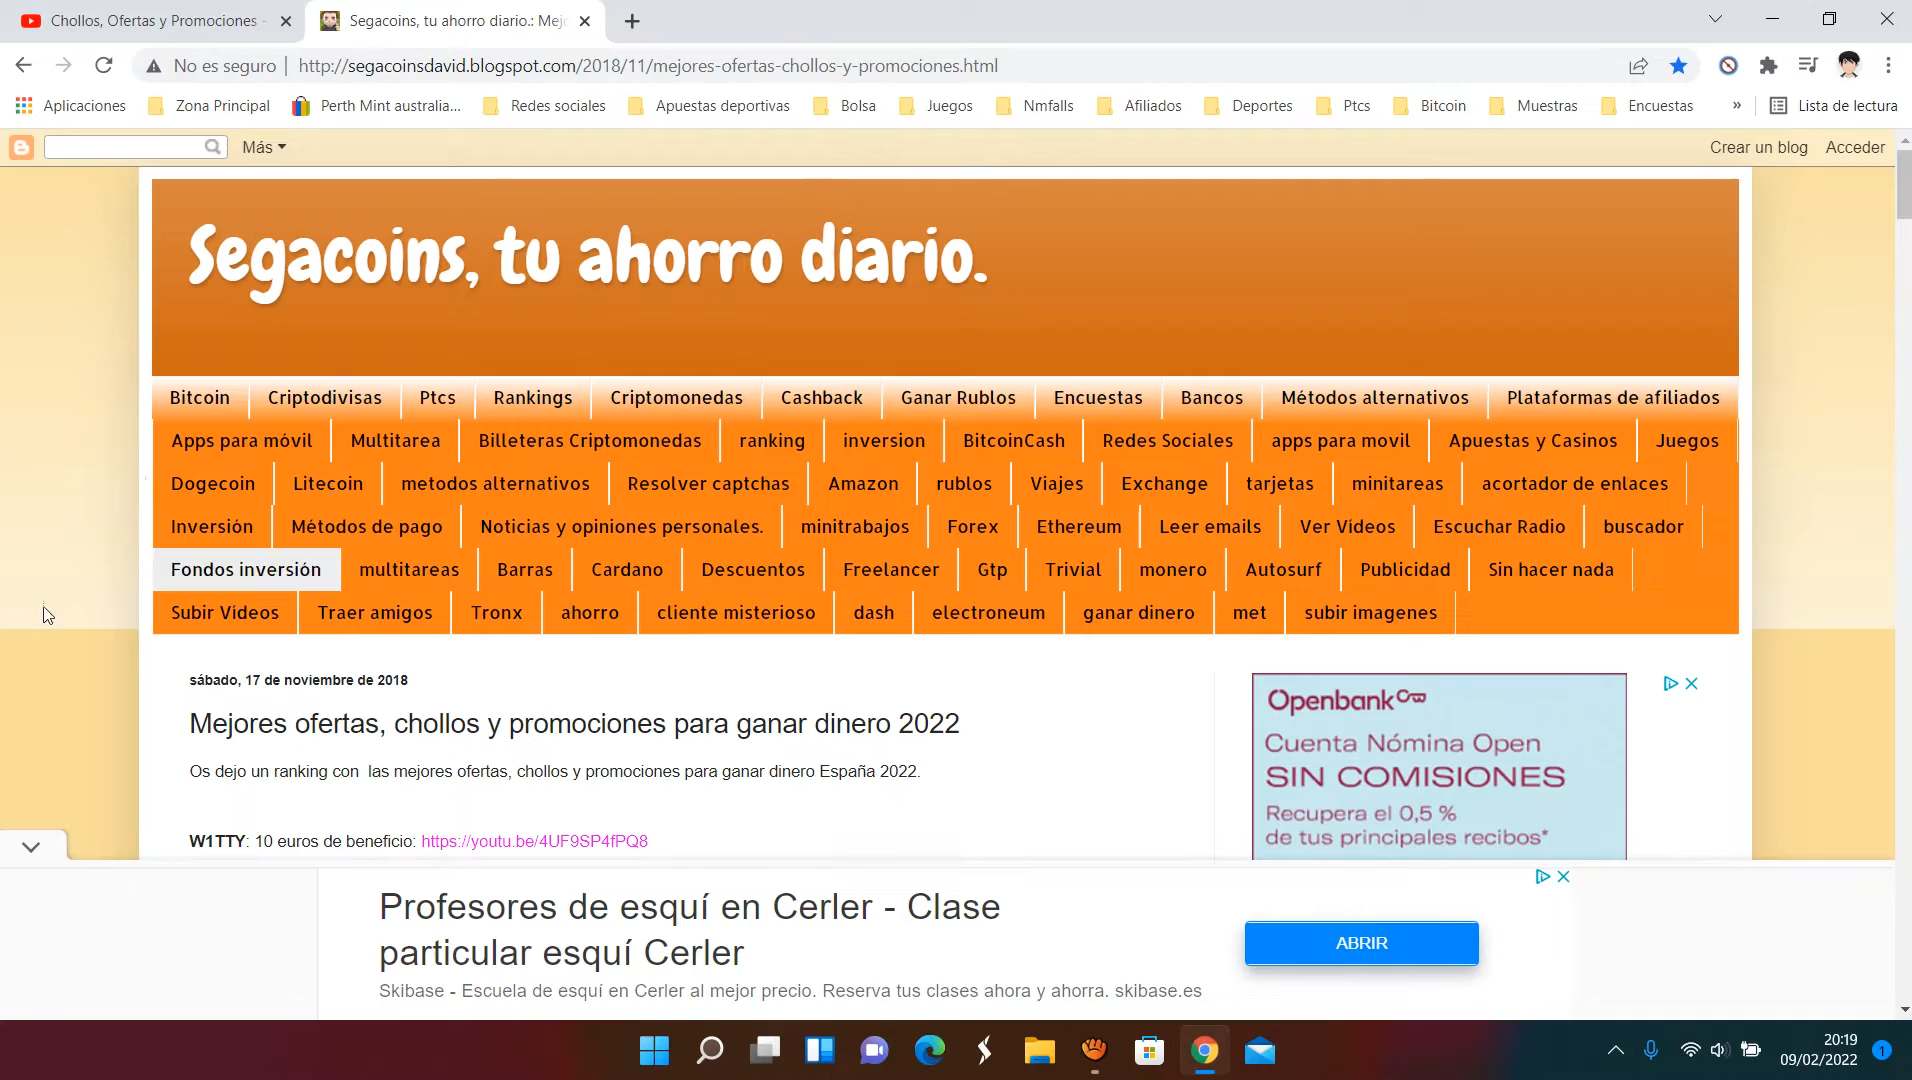 Chollos, Ofertas y Promociones -
Segacoins, tu ahorro diario.: Mej
No es seguro
http://segacoinsdavid.blogspot.com/2018/11/mejores-ofertas-chollos-y-promociones.html
Aplicaciones Zona Principal Perth Mint australia... Redes sociales Apuestas deportivas Bolsa Juegos Nmfalls Afiliados Deportes Ptcs Bitcoin Muestras Encuestas » Lista de lectura
Más Crear un blog Acceder
Segacoins, tu ahorro diario.
Bitcoin Criptodivisas Ptcs Rankings Criptomonedas Cashback Ganar Rublos Encuestas Bancos Métodos alternativos Plataformas de afiliados
Apps para móvil Multitarea Billeteras Criptomonedas ranking inversion BitcoinCash Redes Sociales apps para movil Apuestas y Casinos Juegos
Dogecoin Litecoin metodos alternativos Resolver captchas Amazon rublos Viajes Exchange tarjetas minitareas acortador de enlaces
Inversión Métodos de pago Noticias y opiniones personales. minitrabajos Forex Ethereum Leer emails Ver Vídeos Escuchar Radio buscador
Fondos inversión multitareas Barras Cardano Descuentos Freelancer Gtp Trivial monero Autosurf Publicidad Sin hacer nada
Subir Vídeos Traer amigos Tronx ahorro cliente misterioso dash electroneum ganar dinero met subir imagenes
sábado, 17 de noviembre de 2018
Mejores ofertas, chollos y promociones para ganar dinero 2022
Os dejo un ranking con las mejores ofertas, chollos y promociones para ganar dinero España 2022.
W1TTY: 10 euros de beneficio: https://youtu.be/4UF9SP4fPQ8
Openbank
Cuenta Nómina Open
SIN COMISIONES
Recupera el 0,5 %
de tus principales recibos*
Profesores de esquí en Cerler - Clase
particular esquí Cerler
Skibase - Escuela de esquí en Cerler al mejor precio. Reserva tus clases ahora y ahorra. skibase.es
ABRIR
20:19
09/02/2022
1